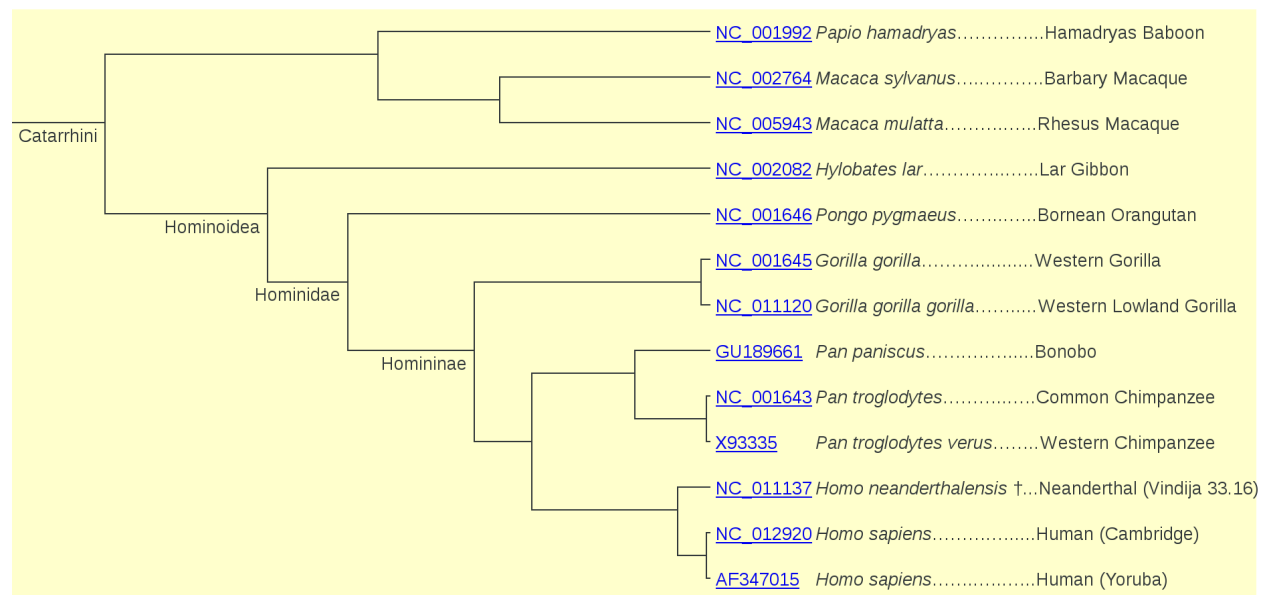 NC_001992 Papio hamadryas……………Hamadryas Baboon
NC_002764 Macaca sylvanus……………Barbary Macaque
Catarrhini
NC_005943 Macaca mulatta……………Rhesus Macaque
NC_002082 Hylobates lar…………………Lar Gibbon
Hominoidea
NC_001646 Pongo pygmaeus……………Bornean Orangutan
NC_001645 Gorilla gorilla…………………Western Gorilla
Hominidae
NC_011120 Gorilla gorilla gorilla…………Western Lowland Gorilla
Homininae
GU189661 Pan paniscus…………………Bonobo
NC_001643 Pan troglodytes………………Common Chimpanzee
X93335 Pan troglodytes verus……..Western Chimpanzee
NC_011137 Homo neanderthalensis †...Neanderthal (Vindija 33.16)
NC_012920 Homo sapiens………………Human (Cambridge)
AF347015 Homo sapiens………………Human (Yoruba)